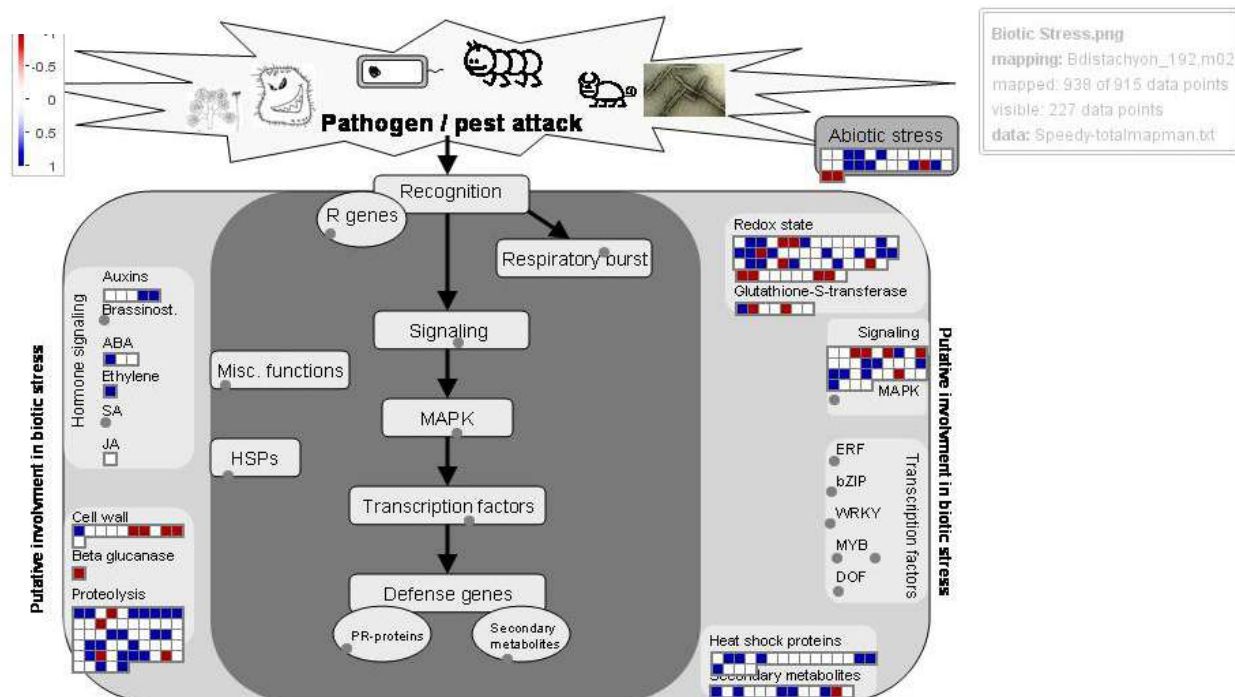 -1
-0.5
0
0.5
1
Pathogen / pest attack
Biotic Stress.png
mapping: Bdistachyon_192,m02
mapped: 938 of 915 data points
visible: 227 data points
data: Speedy-totalmapman.txt
Abiotic stress
Recognition
R genes
Respiratory burst
Signaling
Misc. functions
MAPK
HSPs
Transcription factors
Defense genes
PR-proteins
Secondary
metabolites
Putative involvment in biotic stress
Hormone signaling
Auxins
Brassinost.
ABA
Ethylene
SA
JA
Cell wall
Beta glucanase
Proteolysis
Redox state
Glutathione-S-transferase
Signaling
MAPK
ERF
bZIP
WRKY
MYB
DOF
Transcription factors
Heat shock proteins
Secondary metabolites
Putative involvment in biotic stress